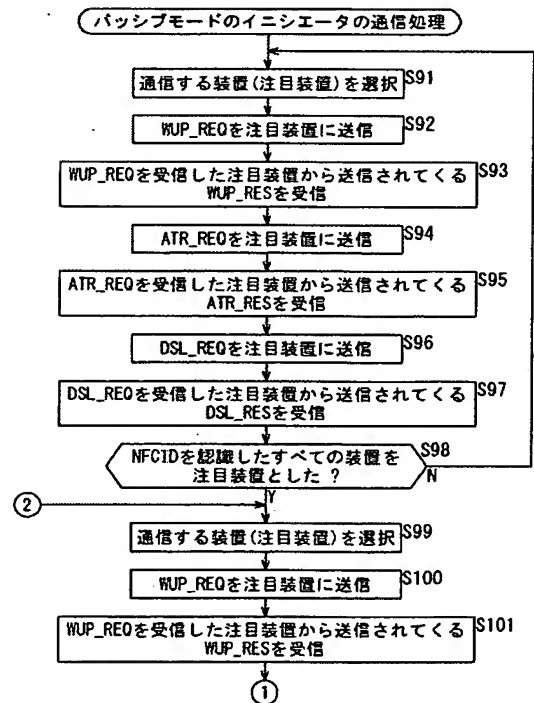 パッシブモードのイニシエータの通信処理
通信する装置(注目装置)を選択 S91
WUP_REQを注目装置に送信 S92
WUP_REQを受信した注目装置から送信されてくる S93
WUP_RESを受信
ATR_REQを注目装置に送信 S94
ATR_REQを受信した注目装置から送信されてくる S95
ATR_RESを受信
DSL_REQを注目装置に送信 S96
DSL_REQを受信した注目装置から送信されてくる S97
DSL_RESを受信
NFCIDを認識したすべての装置を S98
注目装置とした ?
N
Y
②
通信する装置(注目装置)を選択 S99
WUP_REQを注目装置に送信 S100
WUP_REQを受信した注目装置から送信されてくる S101
WUP_RESを受信
①